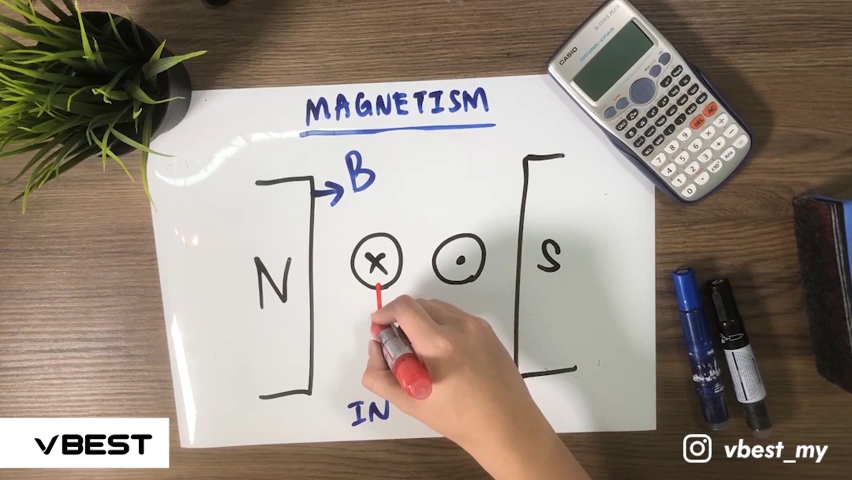 MAGNETISM
B
N
S
IN
CASIO
VBEST
vbest_my